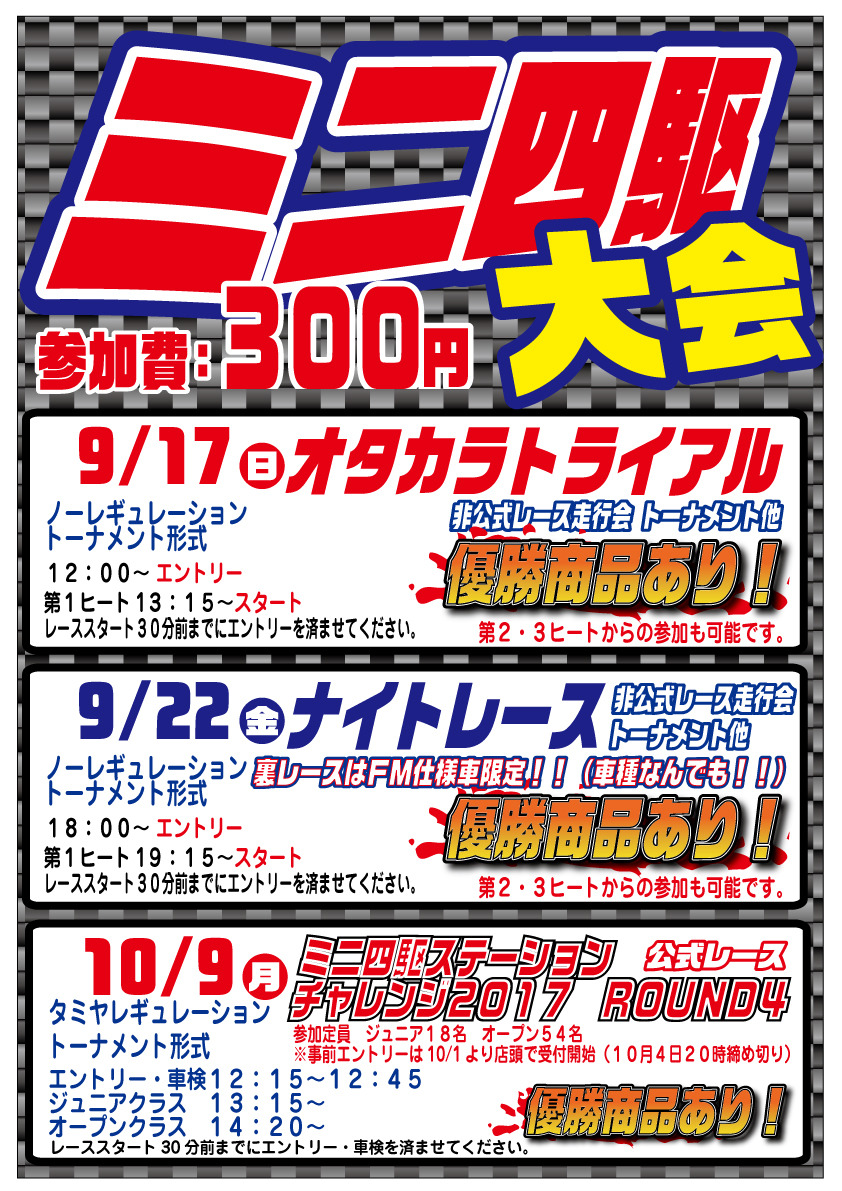 ミニ四駆
大会
参加費：300円
9/17日オタカラトライアル
ノーレギュレーション
トーナメント形式
非公式レース走行会 トーナメント他
優勝商品あり！
12：00～エントリー
第1ヒート13：15～スタート
レーススタート30分前までにエントリーを済ませてください。
第2・3ヒートからの参加も可能です。
9/22金ナイトレース
非公式レース走行会
トーナメント他
ノーレギュレーション
トーナメント形式
裏レースはFM仕様車限定！！（車種なんでも！！）
優勝商品あり！
18：00～エントリー
第1ヒート19：15～スタート
レーススタート30分前までにエントリーを済ませてください。
第2・3ヒートからの参加も可能です。
10/9月
ミニ四駆ステーション
チャレンジ2017 ROUND4
公式レース
タミヤレギュレーション
トーナメント形式
参加定員 ジュニア18名 オープン54名
※事前エントリーは10/1より店頭で受付開始（10月4日20時締め切り）
エントリー・車検12：15～12：45
ジュニアクラス 13：15～
オープンクラス 14：20～
優勝商品あり！
レーススタート30分前までにエントリー・車検を済ませてください。